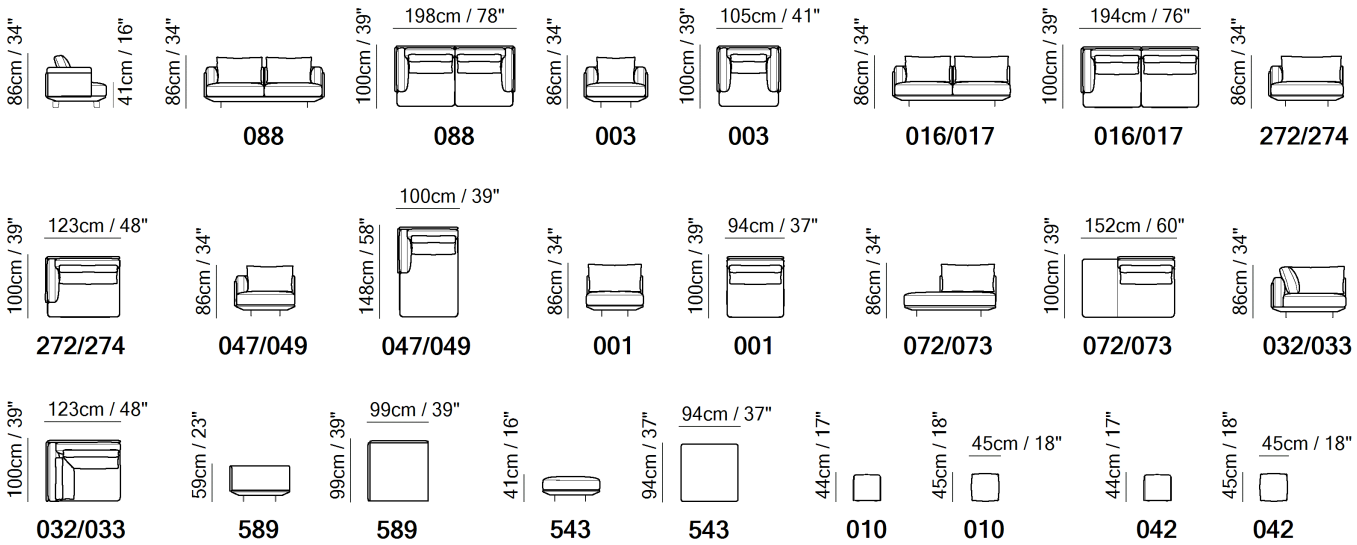 86cm / 34"
41cm / 16"
86cm / 34"
088
198cm / 78"
100cm / 39"
088
86cm / 34"
003
105cm / 41"
100cm / 39"
003
86cm / 34"
016/017
194cm / 76"
100cm / 39"
016/017
86cm / 34"
272/274
123cm / 48"
100cm / 39"
272/274
86cm / 34"
047/049
100cm / 39"
148cm / 58"
047/049
86cm / 34"
001
94cm / 37"
100cm / 39"
001
86cm / 34"
072/073
152cm / 60"
100cm / 39"
072/073
86cm / 34"
032/033
123cm / 48"
100cm / 39"
032/033
59cm / 23"
589
99cm / 39"
99cm / 39"
589
41cm / 16"
543
94cm / 37"
94cm / 37"
543
44cm / 17"
010
45cm / 18"
45cm / 18"
010
44cm / 17"
042
45cm / 18"
45cm / 18"
042